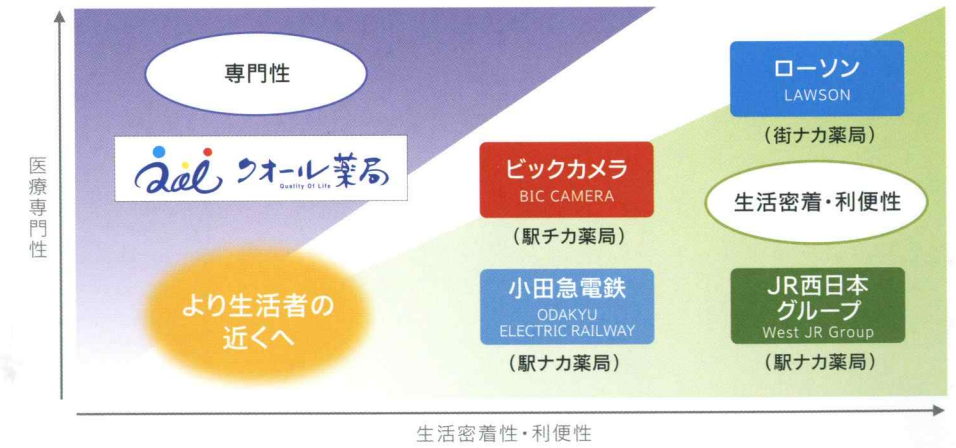 専門性
クオール薬局
Quality Of Life
より生活者の
近くへ
ビックカメラ
BIC CAMERA
(駅チカ薬局)
小田急電鉄
ODAKYU
ELECTRIC RAILWAY
(駅ナカ薬局)
ローソン
LAWSON
(街ナカ薬局)
生活密着・利便性
JR西日本
グループ
West JR Group
(駅ナカ薬局)
医療専門性
生活密着性・利便性